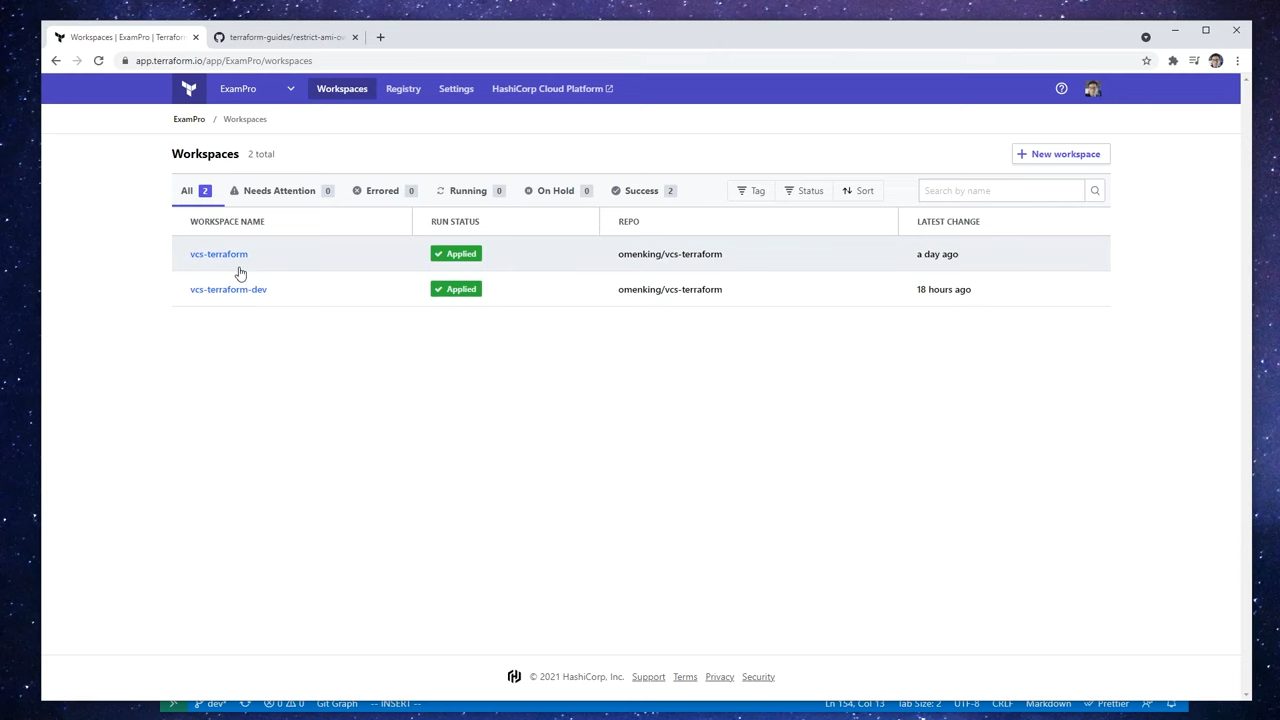 Workspaces | ExamPro | Terraform
terraform-guides/restrict-ami-ow
app.terraform.io/app/ExamPro/workspaces
ExamPro
Workspaces
Registry
Settings
HashiCorp Cloud Platform
ExamPro / Workspaces
Workspaces 2 total
New workspace
All 2
Needs Attention 0
Errored 0
Running 0
On Hold 0
Success 2
Tag
Status
Sort
Search by name
WORKSPACE NAME RUN STATUS REPO LATEST CHANGE
vcs-terraform Applied omenking/vcs-terraform a day ago
vcs-terraform-dev Applied omenking/vcs-terraform 18 hours ago
© 2021 HashiCorp, Inc. Support Terms Privacy Security
dev* 0 0 Git Graph -- INSERT -- Ln 154, Col 13 Tab Size: 2 UTF-8 CRLF Markdown Prettier